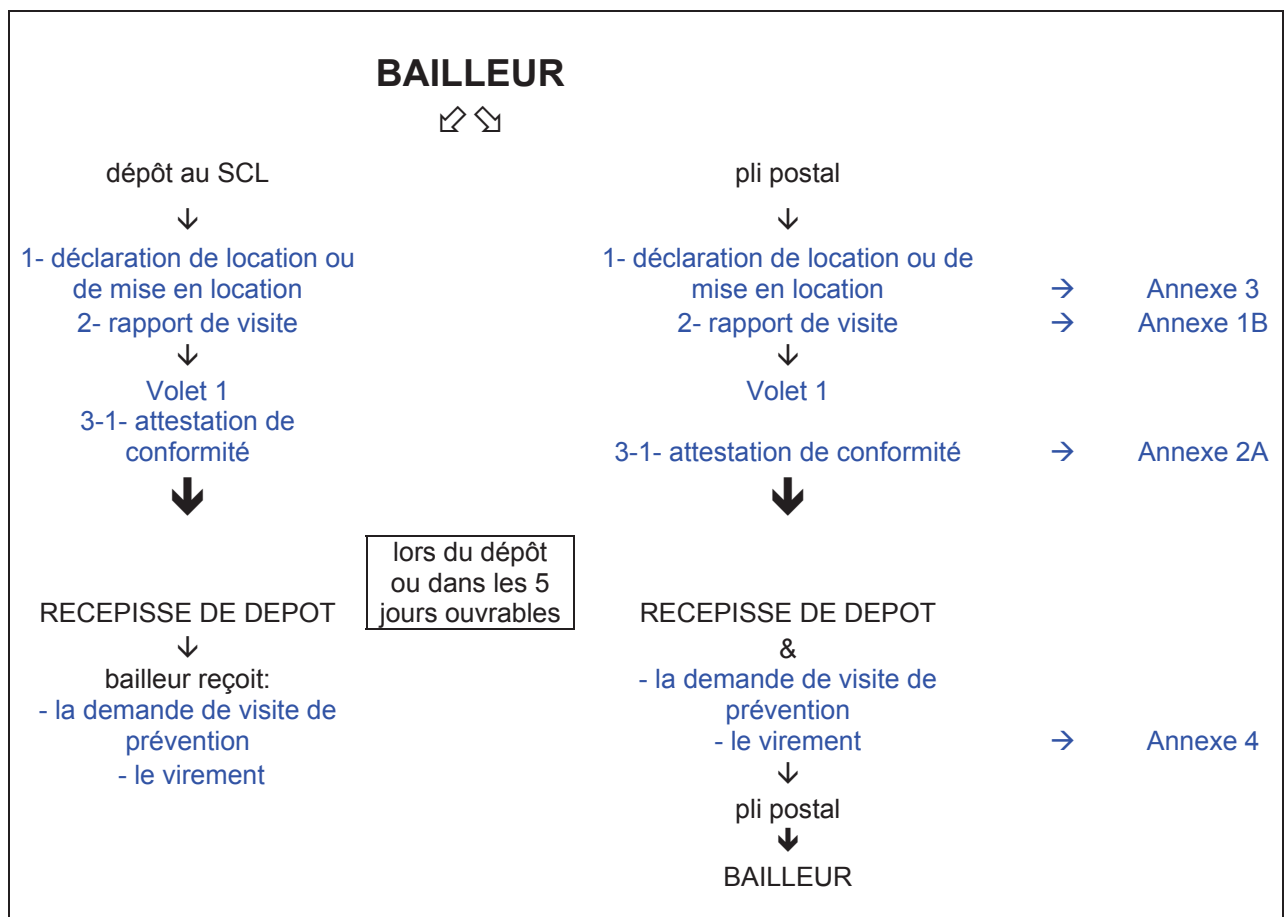 BAILLEUR
dépôt au SCL
1- déclaration de location ou
de mise en location
2- rapport de visite
Volet 1
3-1- attestation de
conformité
RECEPISSE DE DEPOT
bailleur reçoit:
- la demande de visite de
prévention
- le virement
lors du dépôt
ou dans les 5
jours ouvrables
pli postal
1- déclaration de location ou de
mise en location → Annexe 3
2- rapport de visite → Annexe 1B
Volet 1
3-1- attestation de conformité → Annexe 2A
RECEPISSE DE DEPOT
&
- la demande de visite de
prévention
- le virement → Annexe 4
pli postal
BAILLEUR